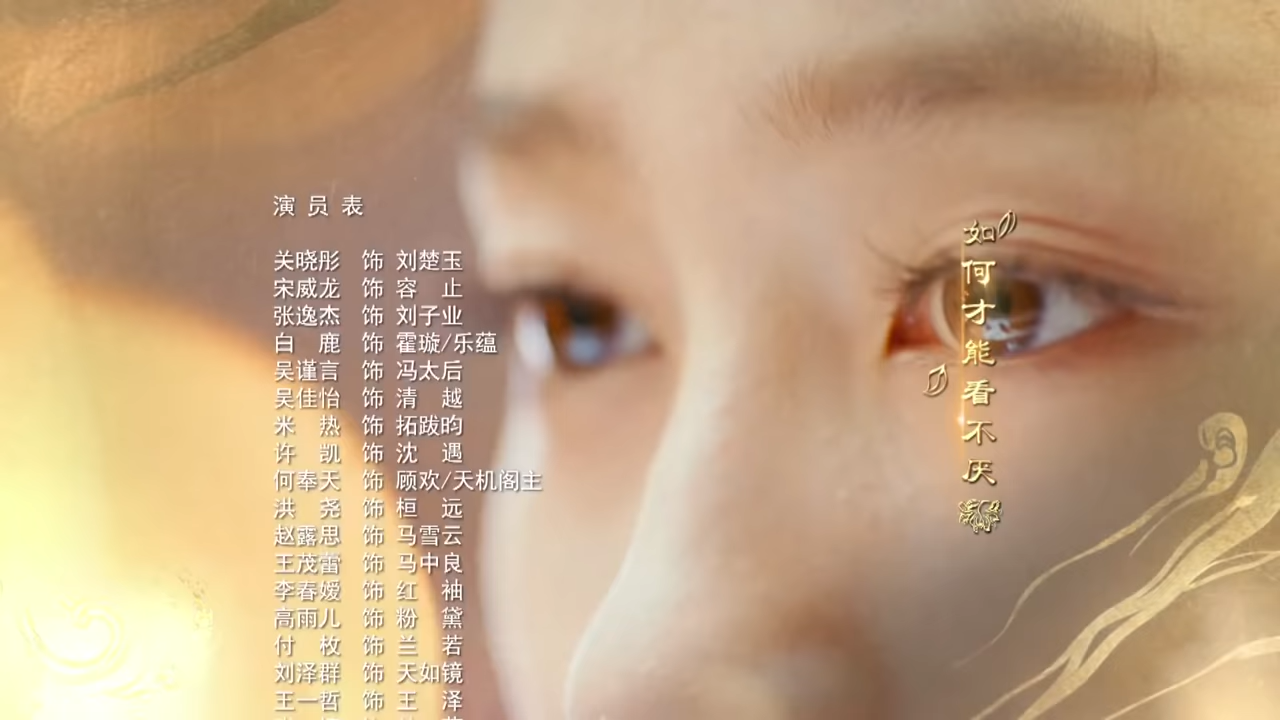 演 员 表
关晓彤 饰 刘楚玉
宋威龙 饰 容 止
张逸杰 饰 刘子业
白 鹿 饰 霍璇/乐蕴
吴谨言 饰 冯太后
吴佳怡 饰 清 越
米 热 饰 拓跋昀
许 凯 饰 沈 遇
何奉天 饰 顾欢/天机阁主
洪 尧 饰 桓 远
赵露思 饰 马雪云
王茂蕾 饰 马中良
李春嫒 饰 红 袖
高雨儿 饰 粉 黛
付 枚 饰 兰 若
刘泽群 饰 天如镜
王一哲 饰 王 泽
如何才能看不厌